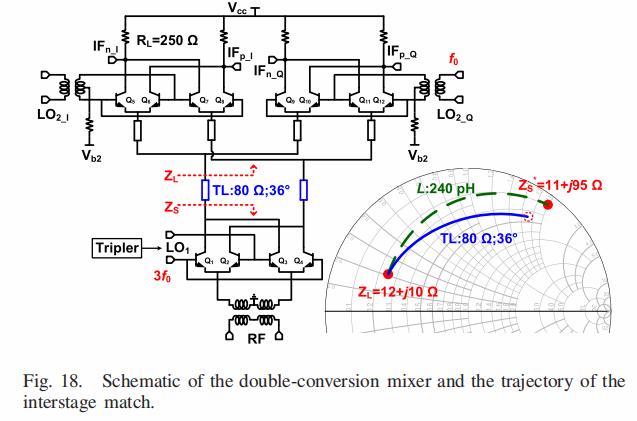 Vcc
IFn_I
RL=250 Ω
IFp_I
IFn_Q
IFp_Q
f0
LO2_I
Q5
Q6
Q7
Q8
Q9
Q10
Q11
Q12
LO2_Q
Vb2
Vb2
ZL
TL:80 Ω;36°
ZS
L:240 pH
ZS*=11+j95 Ω
TL:80 Ω;36°
Tripler
LO1
3f0
Q1
Q2
Q3
Q4
ZL=12+j10 Ω
RF
Fig. 18. Schematic of the double-conversion mixer and the trajectory of the
interstage match.